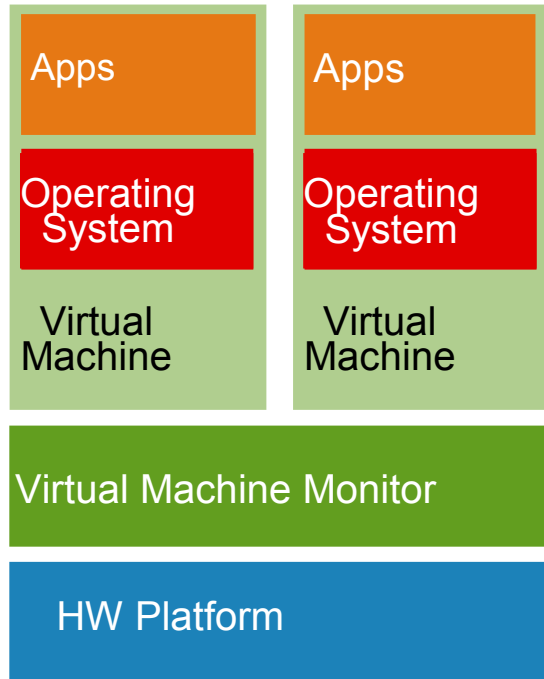 Apps
Operating
System
Virtual
Machine
Apps
Operating
System
Virtual
Machine
Virtual Machine Monitor
HW Platform